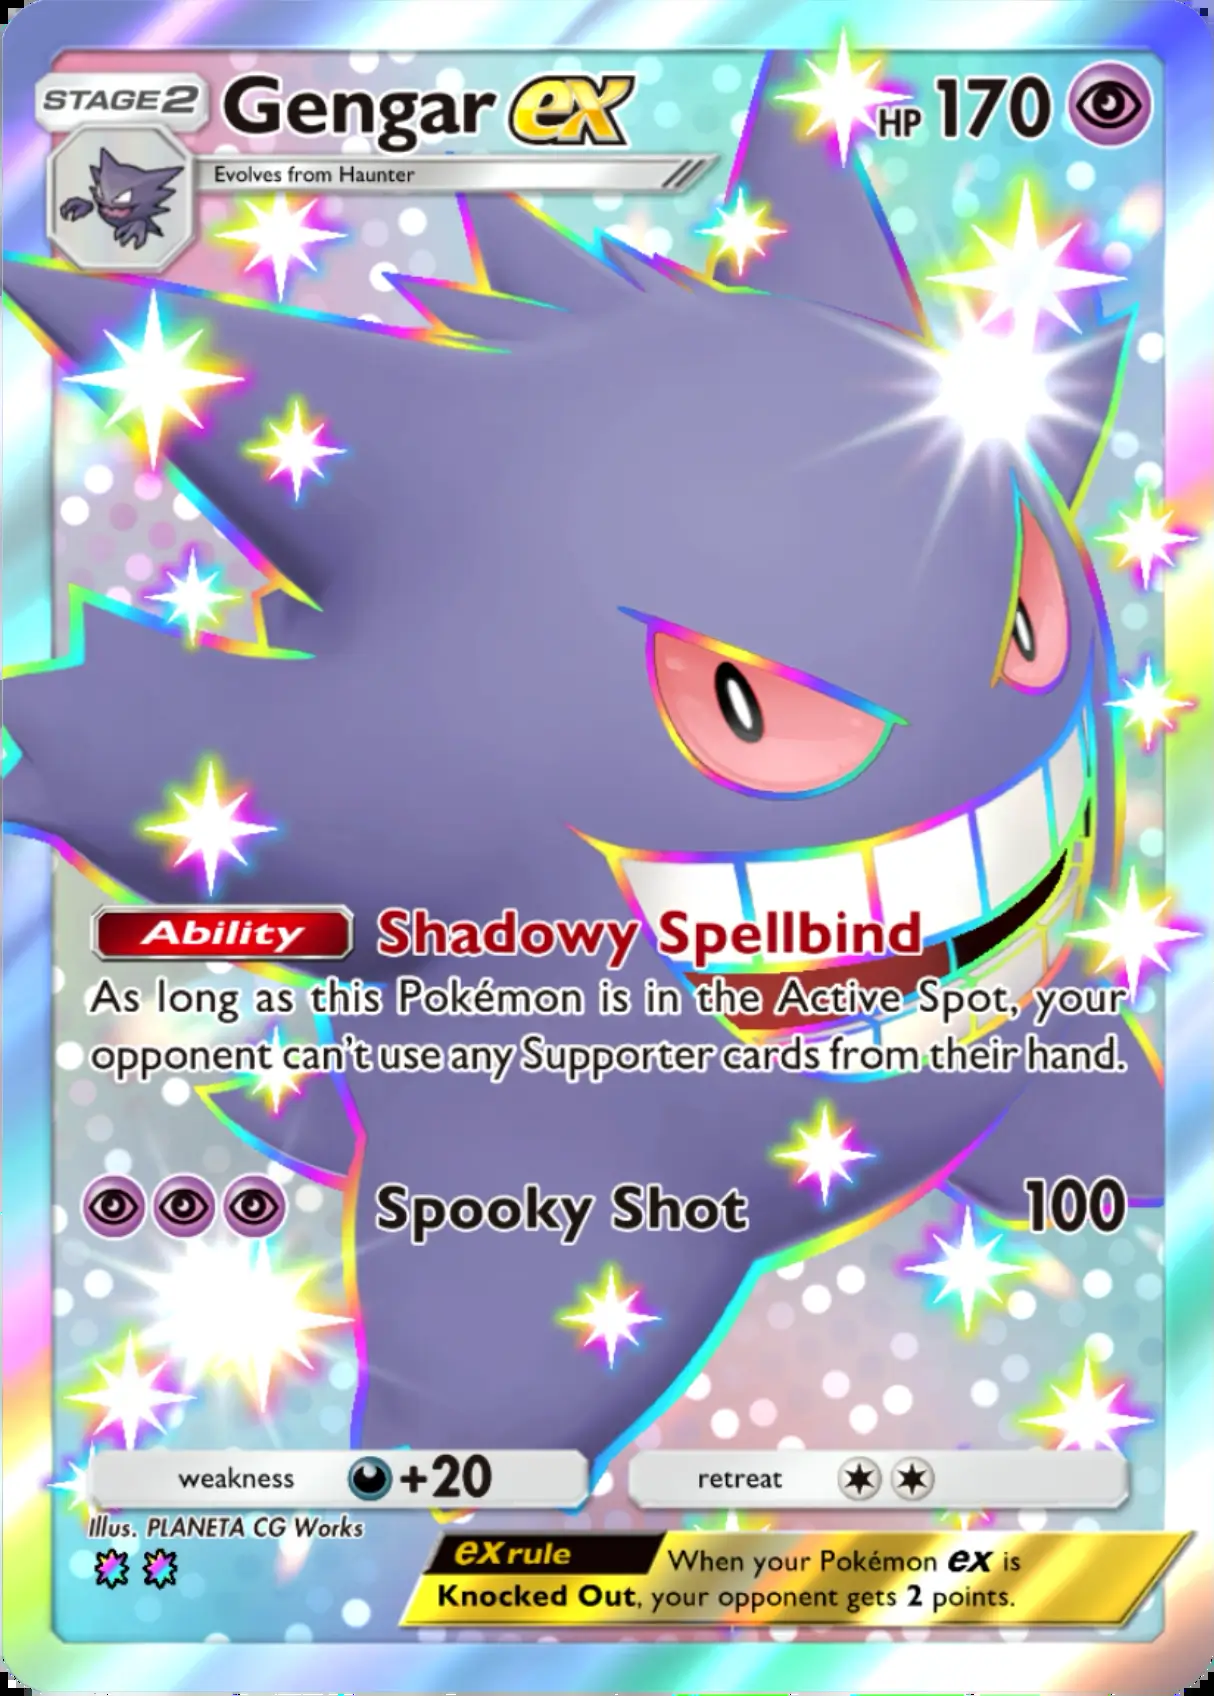 STAGE2 Gengar ex HP 170
Evolves from Haunter
Ability Shadowy Spellbind
As long as this Pokémon is in the Active Spot, your
opponent can't use any Supporter cards from their hand.
Spooky Shot 100
weakness +20 retreat
Illus. PLANETA CG Works
ex rule When your Pokémon ex is
Knocked Out, your opponent gets 2 points.